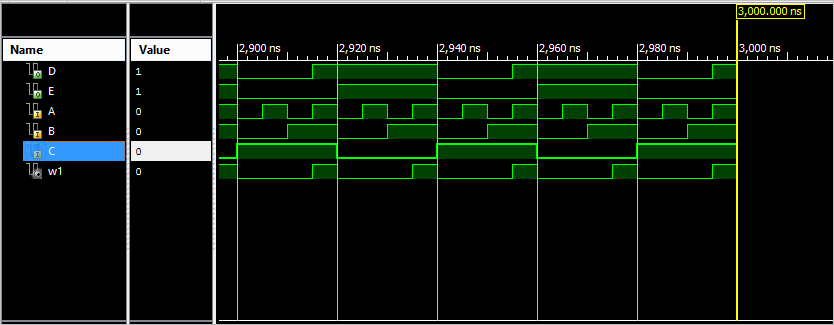 3,000.000 ns
Name Value 2,900 ns 2,920 ns 2,940 ns 2,960 ns 2,980 ns 3,000 ns
D 1
E 1
A 0
B 0
C 0
w1 0